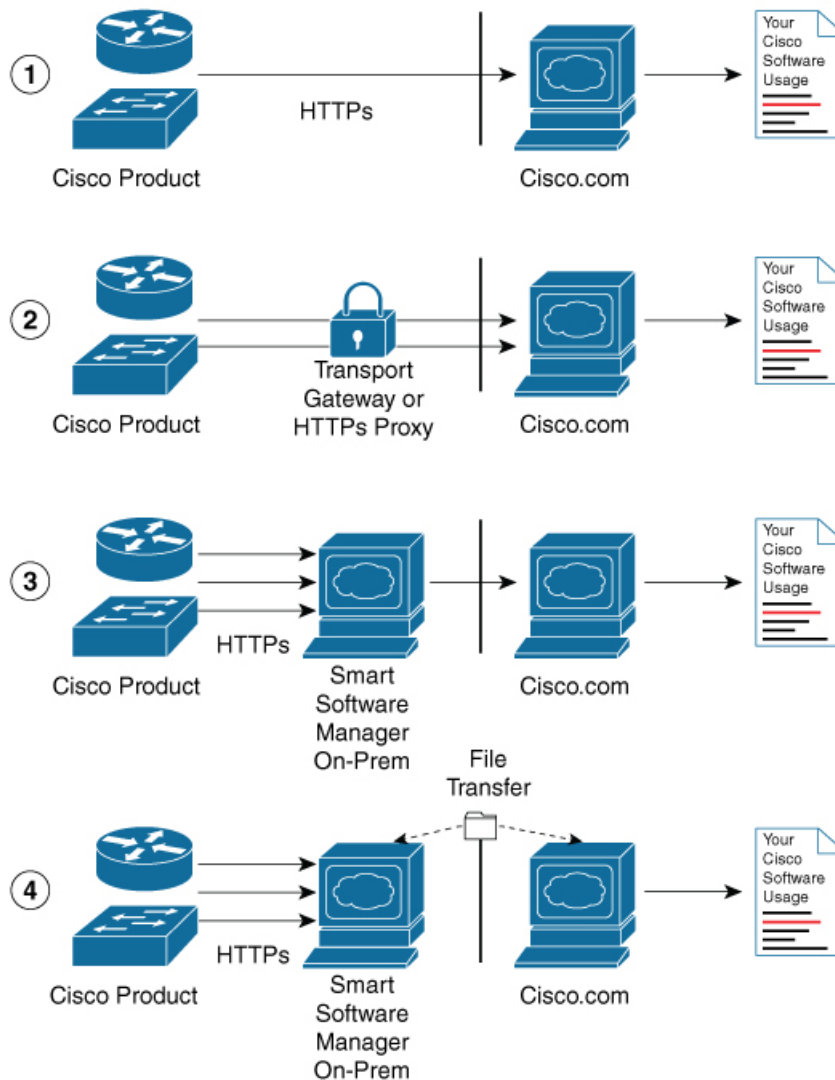 1
HTTPs
Cisco Product
Cisco.com
Your
Cisco
Software
Usage
2
Transport
Gateway or
HTTPs Proxy
Cisco Product
Cisco.com
Your
Cisco
Software
Usage
3
HTTPs
Cisco Product
Smart
Software
Manager
On-Prem
Cisco.com
Your
Cisco
Software
Usage
File
Transfer
4
HTTPs
Cisco Product
Smart
Software
Manager
On-Prem
Cisco.com
Your
Cisco
Software
Usage